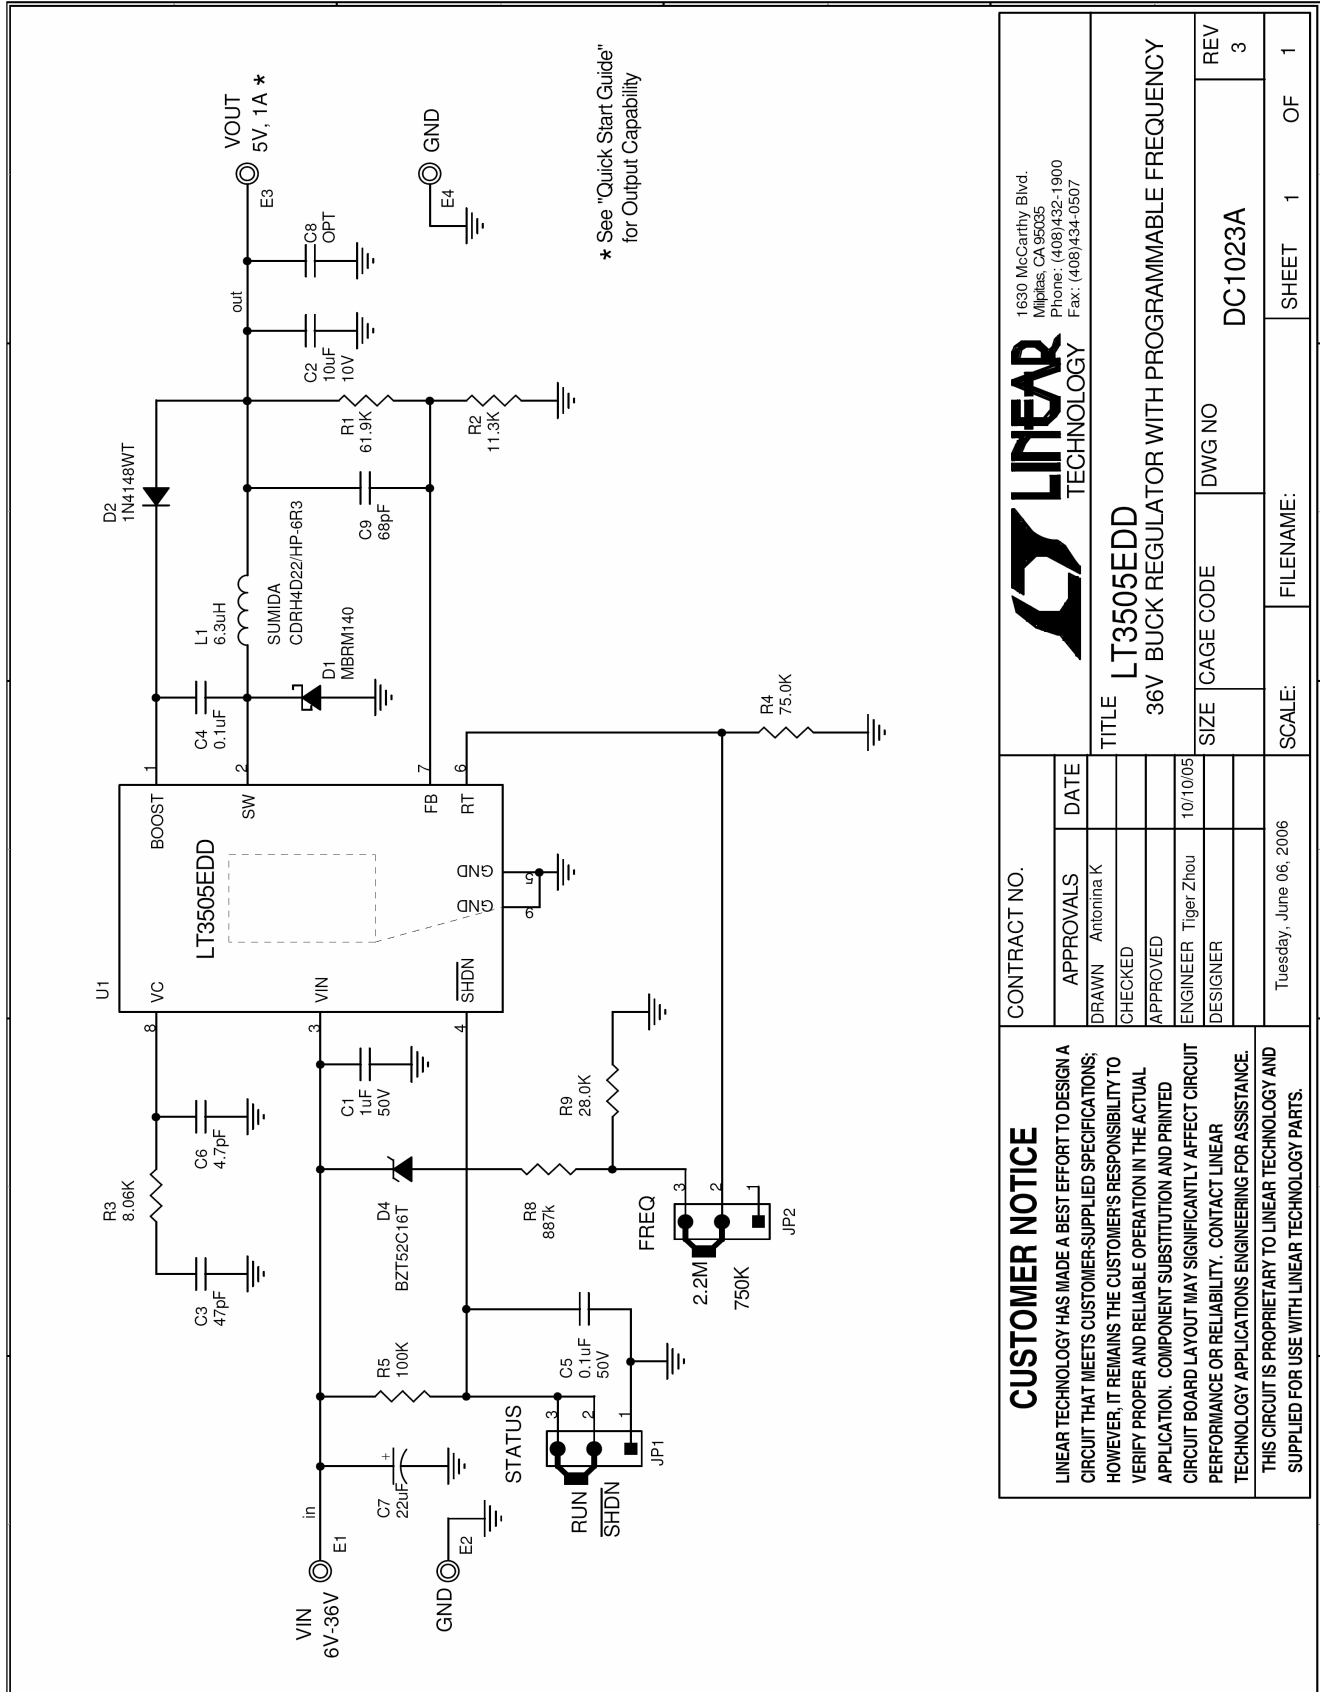 VIN
6V-36V
E1
in
GND
E2
C7
22uF
+
R5
100K
STATUS
RUN
SHDN
3
2
1
JP1
C5
0.1uF
50V
C3
47pF
R3
8.06K
C6
4.7pF
D4
BZT52C16T
R8
887k
R9
28.0K
FREQ
2.2M
750K
3
2
1
JP2
C1
1uF
50V
U1
LT3505EDD
VC
8
VIN
3
SHDN
4
BOOST
1
SW
2
FB
7
RT
6
GND
9
GND
5
R4
75.0K
C4
0.1uF
L1
6.3uH
SUMIDA
CDRH4D22/HP-6R3
D1
MBRM140
D2
1N4148WT
C9
68pF
R1
61.9K
R2
11.3K
C2
10uF
10V
out
C8
OPT
E3
VOUT
5V, 1A *
E4
GND
* See "Quick Start Guide"
for Output Capability
CUSTOMER NOTICE
LINEAR TECHNOLOGY HAS MADE A BEST EFFORT TO DESIGN A
CIRCUIT THAT MEETS CUSTOMER-SUPPLIED SPECIFICATIONS;
HOWEVER, IT REMAINS THE CUSTOMER'S RESPONSIBILITY TO
VERIFY PROPER AND RELIABLE OPERATION IN THE ACTUAL
APPLICATION. COMPONENT SUBSTITUTION AND PRINTED
CIRCUIT BOARD LAYOUT MAY SIGNIFICANTLY AFFECT CIRCUIT
PERFORMANCE OR RELIABILITY. CONTACT LINEAR
TECHNOLOGY APPLICATIONS ENGINEERING FOR ASSISTANCE.
THIS CIRCUIT IS PROPRIETARY TO LINEAR TECHNOLOGY AND
SUPPLIED FOR USE WITH LINEAR TECHNOLOGY PARTS.
CONTRACT NO.
APPROVALS
DATE
DRAWN Antonina K
CHECKED
APPROVED
ENGINEER Tiger Zhou 10/10/05
DESIGNER
Tuesday, June 06, 2006
LINEAR
TECHNOLOGY
1630 McCarthy Blvd.
Milpitas, CA 95035
Phone: (408)432-1900
Fax: (408)434-0507
TITLE
LT3505EDD
36V BUCK REGULATOR WITH PROGRAMMABLE FREQUENCY
SIZE
CAGE CODE
DWG NO
DC1023A
REV
3
SCALE:
FILENAME:
SHEET 1 OF 1